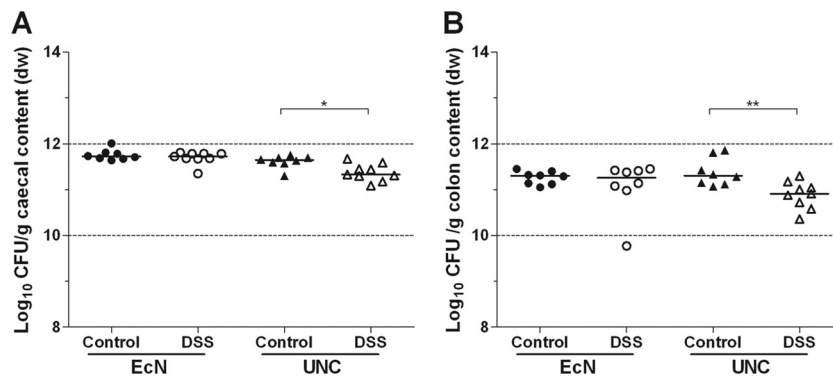 A
Log10 CFU/g caecal content (dw)
14
12
10
8
*
Control DSS Control DSS
EcN UNC
B
Log10 CFU /g colon content (dw)
14
12
10
8
**
Control DSS Control DSS
EcN UNC